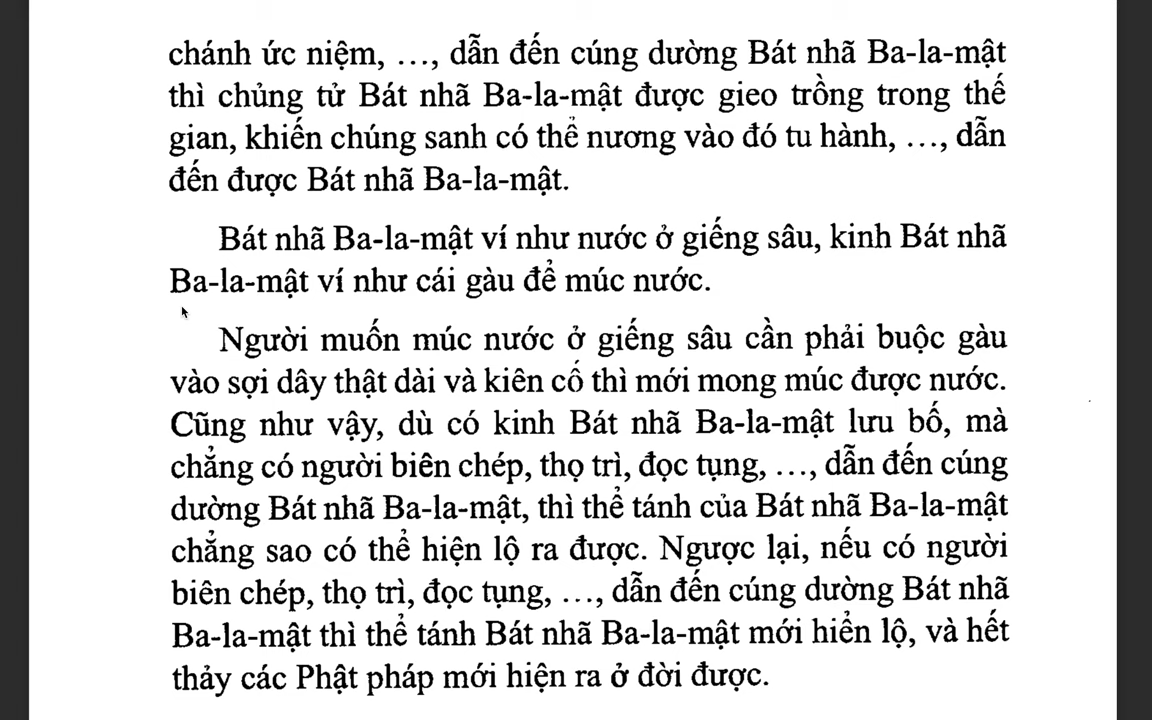 chánh ức niệm, …, dẫn đến cúng dường Bát nhã Ba-la-mật
thì chủng tử Bát nhã Ba-la-mật được gieo trồng trong thế
gian, khiến chúng sanh có thể nương vào đó tu hành, …, dẫn
đến được Bát nhã Ba-la-mật.
Bát nhã Ba-la-mật ví như nước ở giếng sâu, kinh Bát nhã
Ba-la-mật ví như cái gàu để múc nước.
Người muốn múc nước ở giếng sâu cần phải buộc gàu
vào sợi dây thật dài và kiên cố thì mới mong múc được nước.
Cũng như vậy, dù có kinh Bát nhã Ba-la-mật lưu bố, mà
chẳng có người biên chép, thọ trì, đọc tụng, …, dẫn đến cúng
dường Bát nhã Ba-la-mật, thì thể tánh của Bát nhã Ba-la-mật
chẳng sao có thể hiện lộ ra được. Ngược lại, nếu có người
biên chép, thọ trì, đọc tụng, …, dẫn đến cúng dường Bát nhã
Ba-la-mật thì thể tánh Bát nhã Ba-la-mật mới hiển lộ, và hết
thảy các Phật pháp mới hiện ra ở đời được.